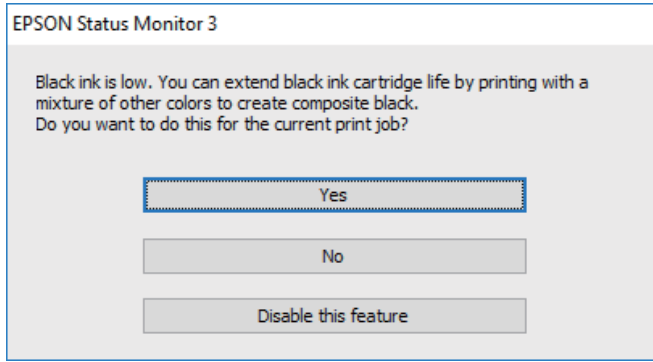 EPSON Status Monitor 3
Black ink is low. You can extend black ink cartridge life by printing with a
mixture of other colors to create composite black.
Do you want to do this for the current print job?
Yes
No
Disable this feature